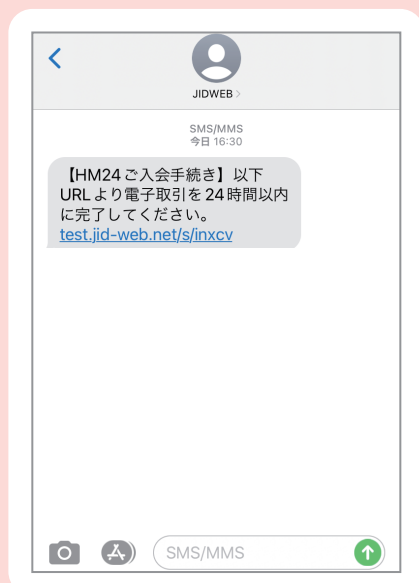 JIDWEB >
SMS/MMS
今日 16:30
【HM24ご入会手続き】以下
URLより電子取引を24時間以内
に完了してください。
test.jid-web.net/s/inxcv
SMS/MMS